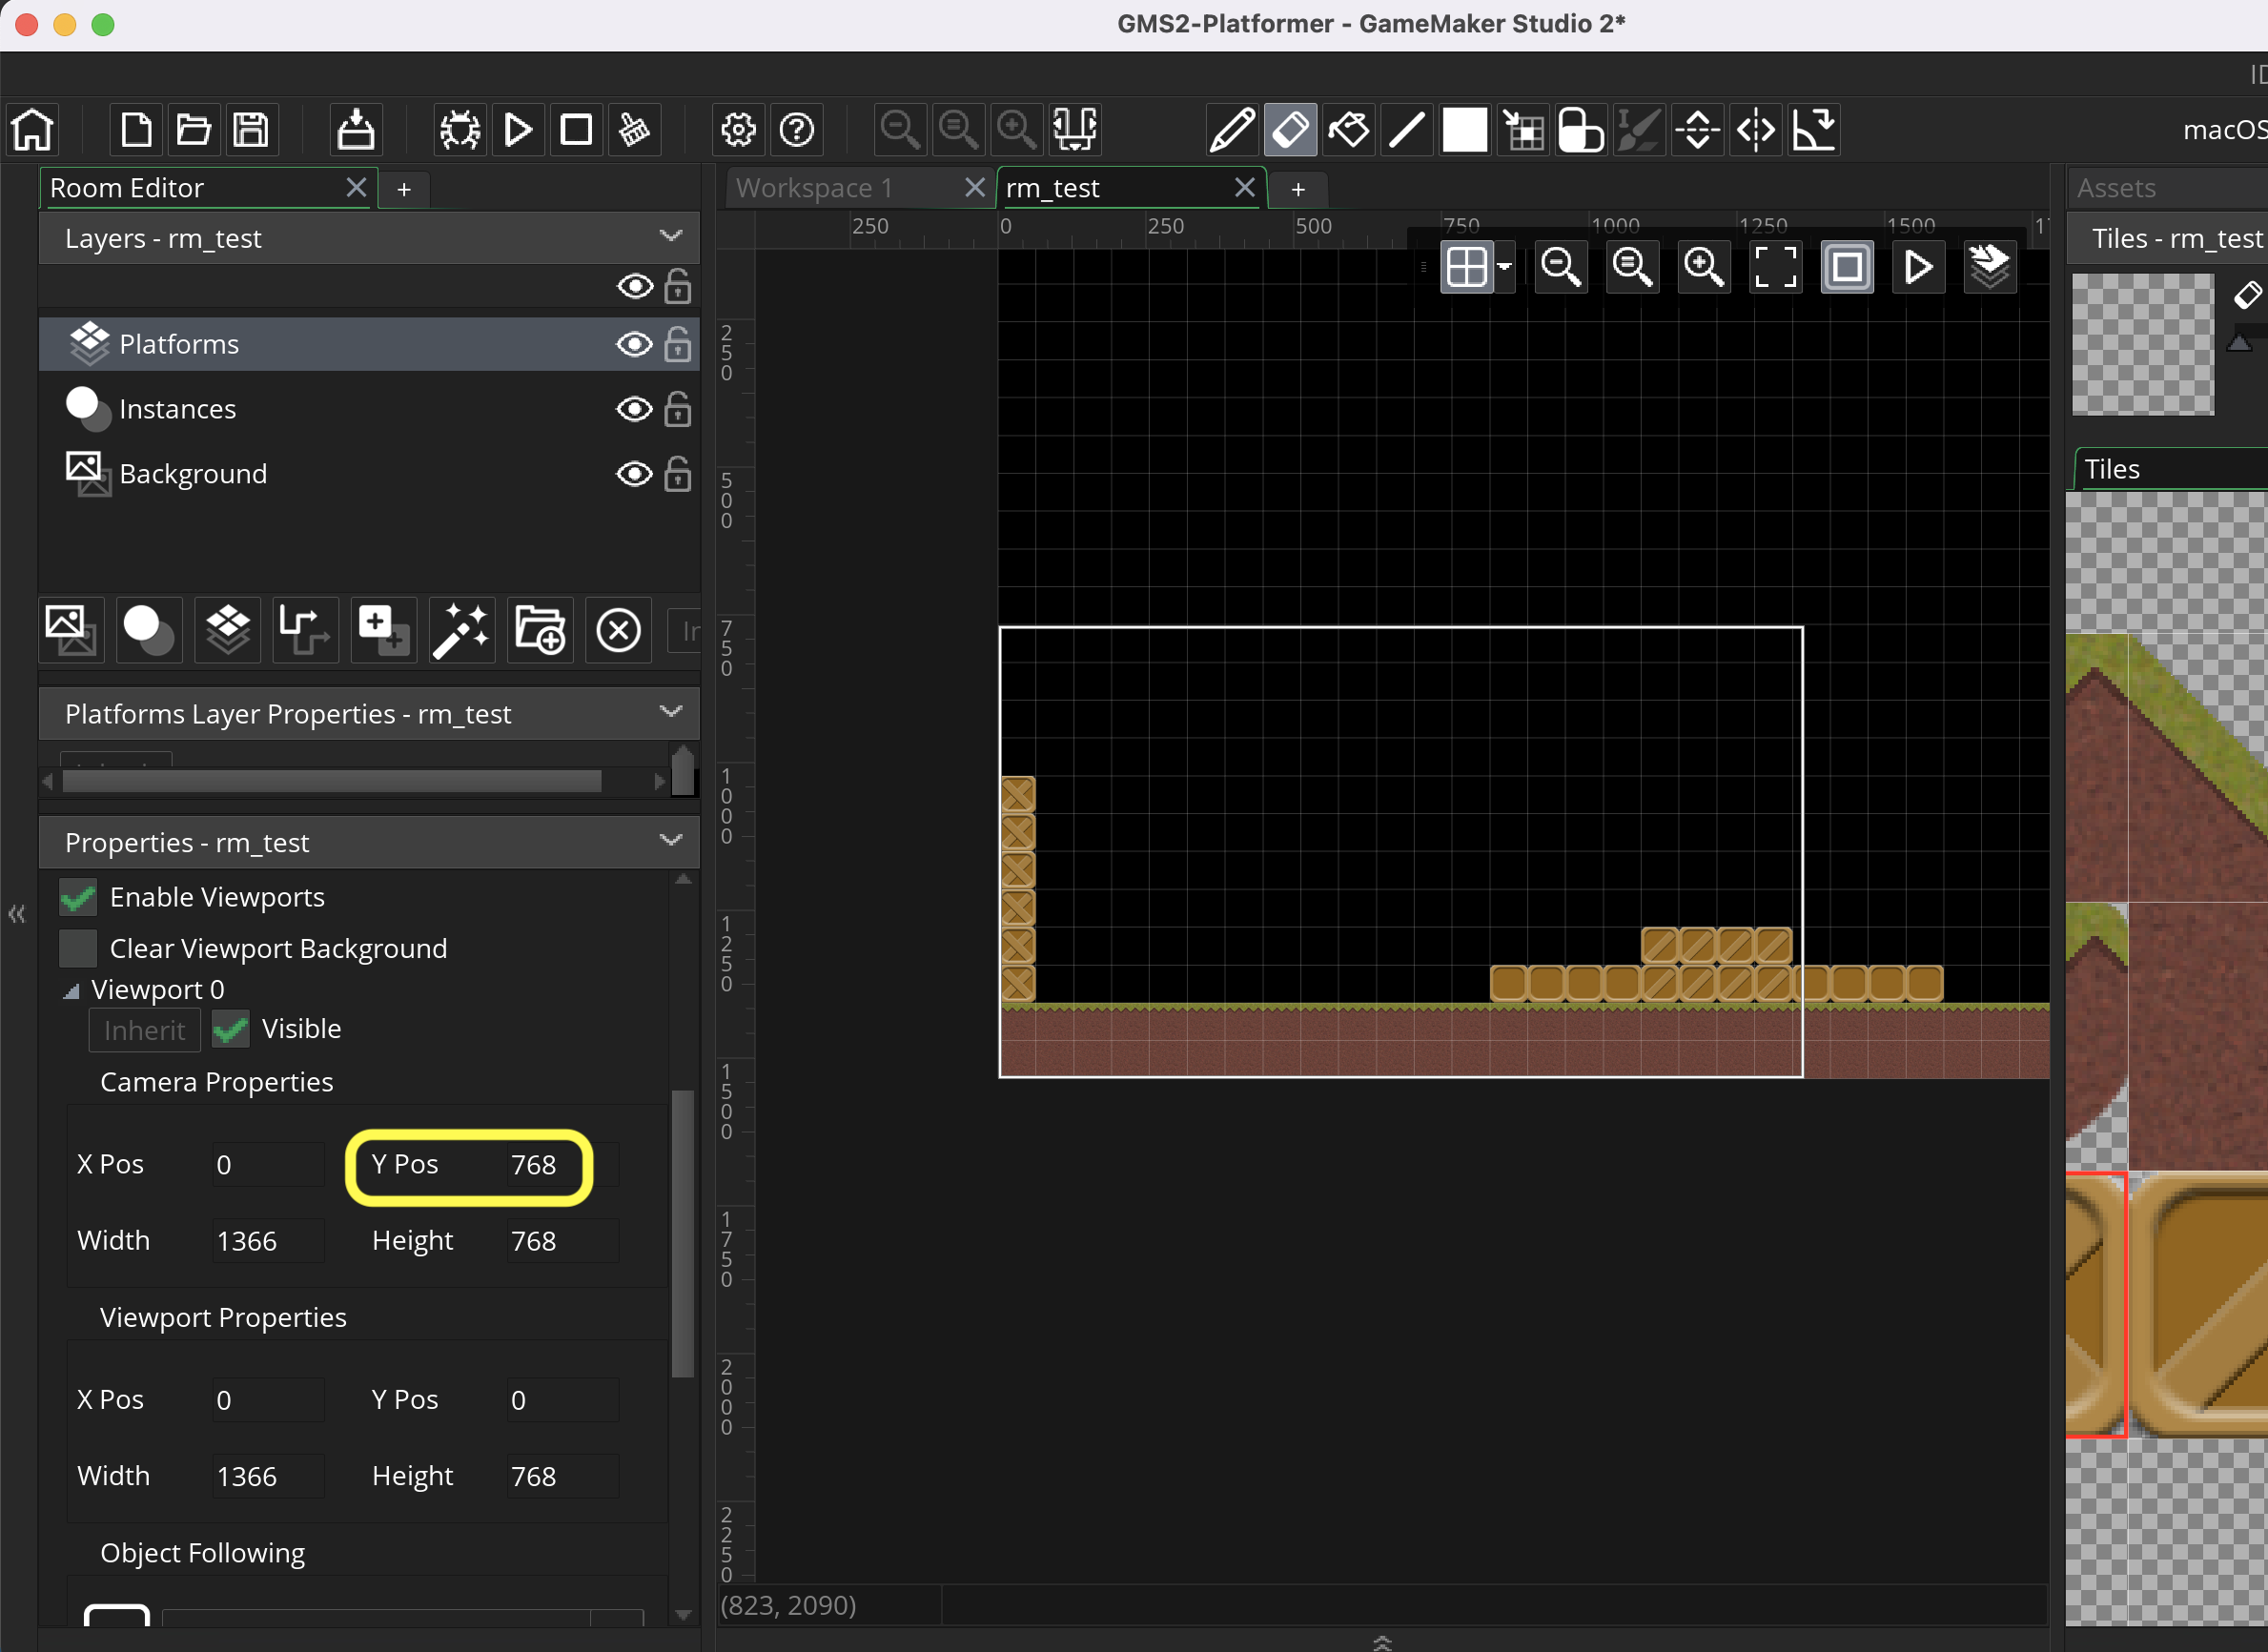 GMS2-Platformer - GameMaker Studio 2*
macOS
Room Editor
+
Workspace 1
rm_test
+
Assets
Layers - rm_test
Tiles - rm_test
250 0 250 500 750 1000 1250 1500
Platforms
Instances
Background
Tiles
250
500
750
1000
1250
1500
1750
2000
2250
Platforms Layer Properties - rm_test
Properties - rm_test
Enable Viewports
Clear Viewport Background
Viewport 0
Inherit Visible
Camera Properties
X Pos 0 Y Pos 768
Width 1366 Height 768
Viewport Properties
X Pos 0 Y Pos 0
Width 1366 Height 768
Object Following
(823, 2090)